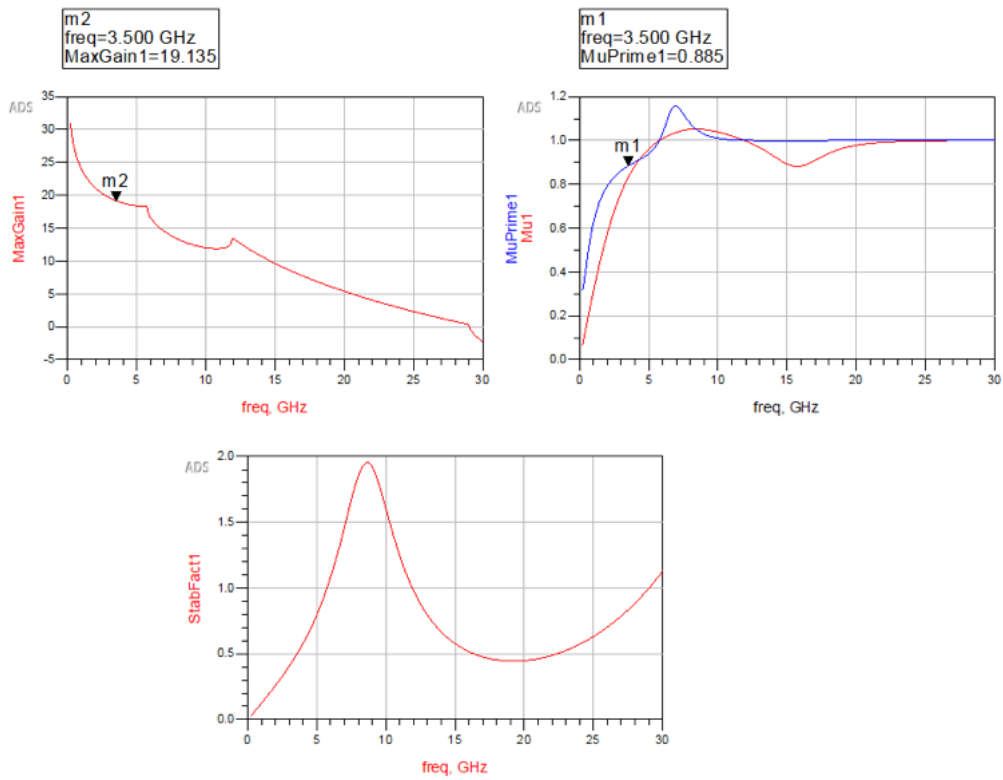 m2
freq=3.500 GHz
MaxGain1=19.135
m1
freq=3.500 GHz
MuPrime1=0.885
ADS
35
30
25
20
15
10
5
0
-5
m2
MaxGain1
0 5 10 15 20 25 30
freq, GHz
ADS
1.2
1.0
0.8
0.6
0.4
0.2
0.0
m1
MuPrime1
Mu1
0 5 10 15 20 25 30
freq, GHz
ADS
2.0
1.5
1.0
0.5
0.0
StabFact1
0 5 10 15 20 25 30
freq, GHz